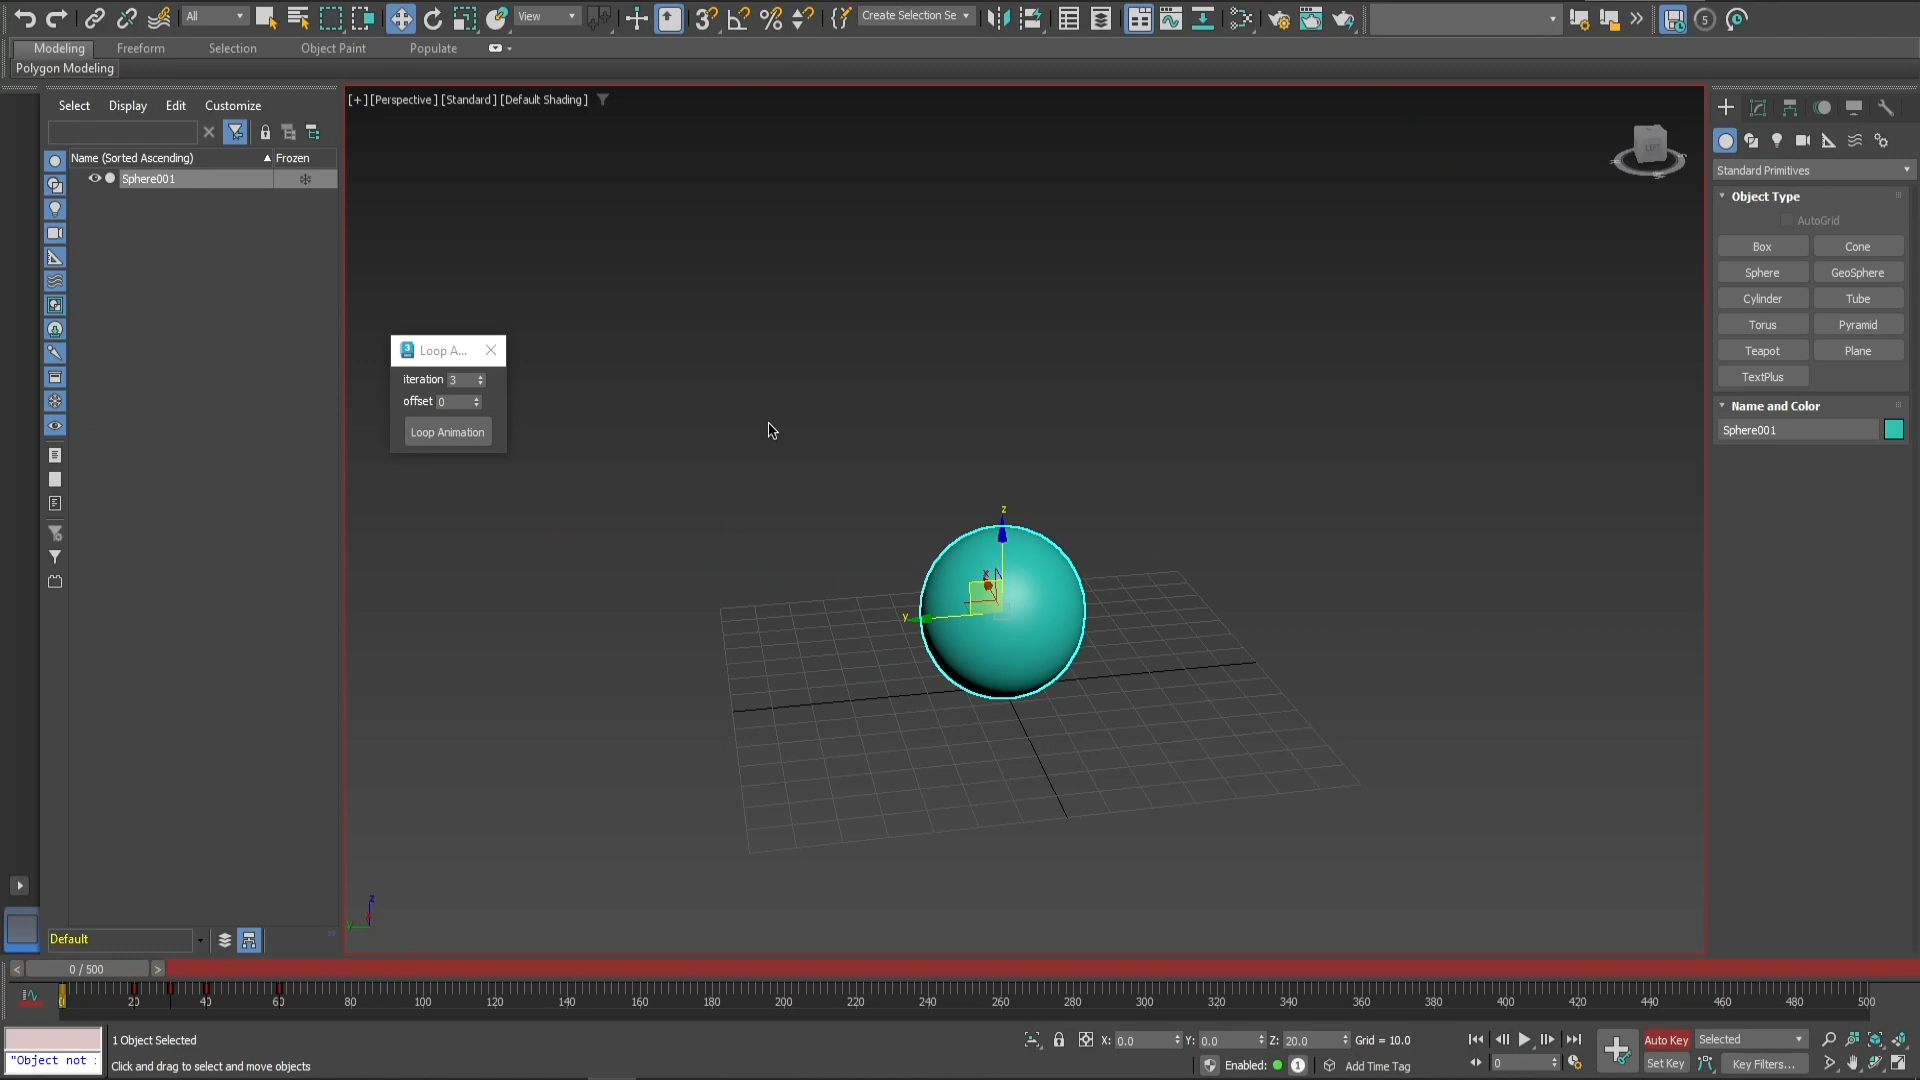 All
View
Create Selection Se
5
Modeling
Freeform
Selection
Object Paint
Populate
Polygon Modeling
Select
Display
Edit
Customize
Name (Sorted Ascending)
Frozen
Sphere001
[+] [Perspective] [Standard] [Default Shading]
LEFT
Loop A...
iteration 3
offset 0
Loop Animation
z
x
y
z
y
Standard Primitives
Object Type
AutoGrid
Box
Cone
Sphere
GeoSphere
Cylinder
Tube
Torus
Pyramid
Teapot
Plane
TextPlus
Name and Color
Sphere001
Default
0 / 500
0 20 40 60 80 100 120 140 160 180 200 220 240 260 280 300 320 340 360 380 400 420 440 460 480 500
"Object not
1 Object Selected
Click and drag to select and move objects
X: 0.0
Y: 0.0
Z: 20.0
Grid = 10.0
Enabled:
1
Add Time Tag
0
Auto Key
Selected
Set Key
Key Filters...